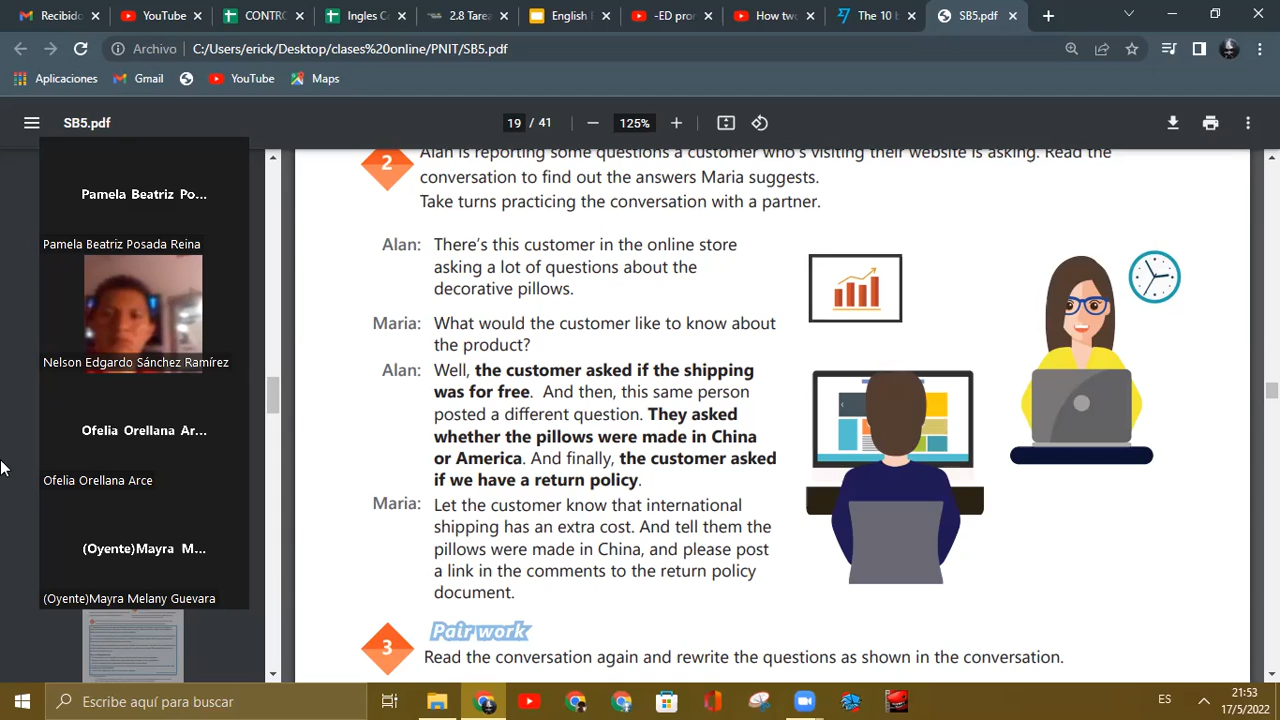 Recibido
YouTube
CONTRO
Ingles C
2.8 Tarea
English B
-ED pron
How two
The 10 b
SB5.pdf
Archivo
C:/Users/erick/Desktop/clases%20online/PNIT/SB5.pdf
Aplicaciones
Gmail
YouTube
Maps
SB5.pdf
19 / 41
125%
Pamela Beatriz Po...
Pamela Beatriz Posada Reina
Nelson Edgardo Sánchez Ramírez
Ofelia Orellana Ar...
Ofelia Orellana Arce
(Oyente)Mayra M...
(Oyente)Mayra Melany Guevara
2
Alan is reporting some questions a customer who's visiting their website is asking. Read the
conversation to find out the answers Maria suggests.
Take turns practicing the conversation with a partner.
Alan: There's this customer in the online store
asking a lot of questions about the
decorative pillows.
Maria: What would the customer like to know about
the product?
Alan: Well, the customer asked if the shipping
was for free. And then, this same person
posted a different question. They asked
whether the pillows were made in China
or America. And finally, the customer asked
if we have a return policy.
Maria: Let the customer know that international
shipping has an extra cost. And tell them the
pillows were made in China, and please post
a link in the comments to the return policy
document.
3
Pair work
Read the conversation again and rewrite the questions as shown in the conversation.
Escribe aquí para buscar
ES
21:53
17/5/2022